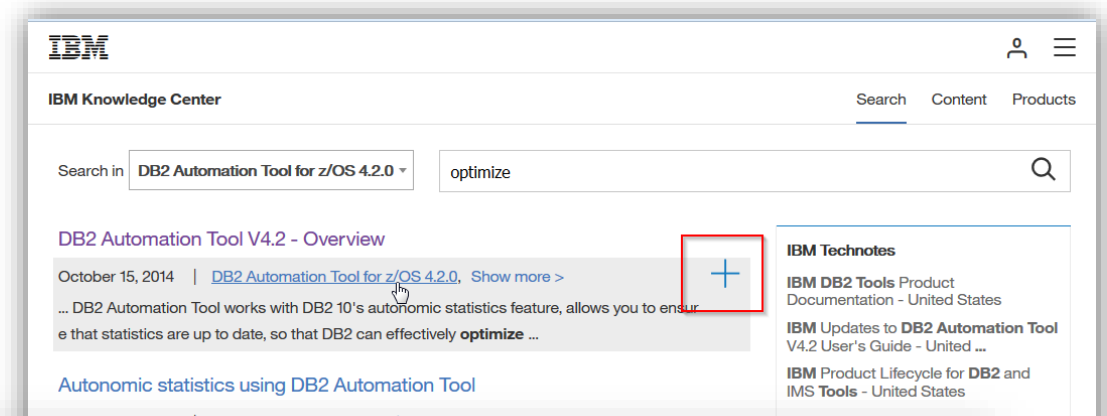 IBM
IBM Knowledge Center
Search Content Products
Search in DB2 Automation Tool for z/OS 4.2.0 optimize
DB2 Automation Tool V4.2 - Overview
October 15, 2014 | DB2 Automation Tool for z/OS 4.2.0, Show more >
... DB2 Automation Tool works with DB2 10's autonomic statistics feature, allows you to ensur
e that statistics are up to date, so that DB2 can effectively optimize ...
Autonomic statistics using DB2 Automation Tool
IBM Technotes
IBM DB2 Tools Product
Documentation - United States
IBM Updates to DB2 Automation Tool
V4.2 User's Guide - United ...
IBM Product Lifecycle for DB2 and
IMS Tools - United States